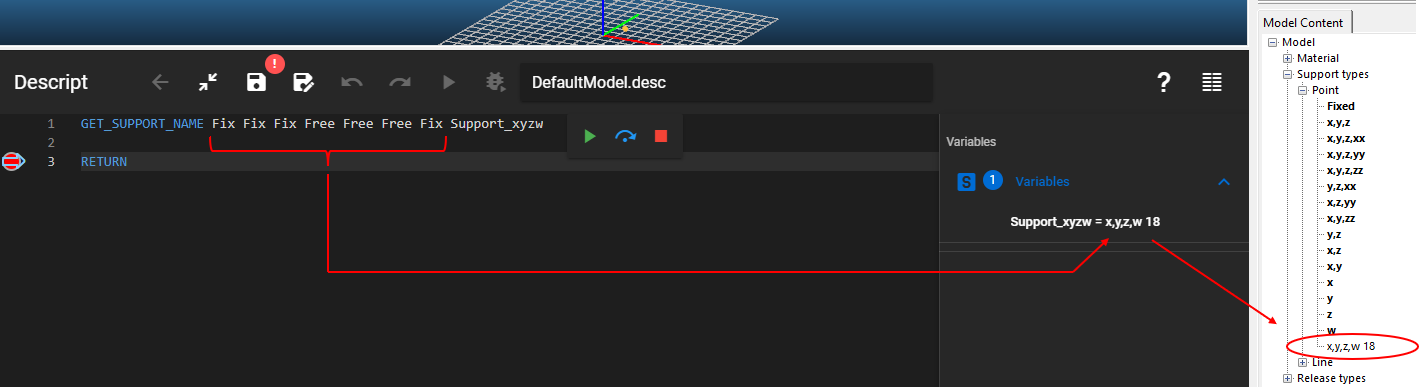 Model Content
Model
Material
Support types
Point
Fixed
x,y,z
x,y,z,xx
x,y,z,yy
x,y,z,zz
y,z,xx
x,z,yy
x,y,zz
y,z
x,z
x,y
x
y
z
w
x,y,z,w 18
Line
Release types
Descript
!
DefaultModel.desc
?
1 GET_SUPPORT_NAME Fix Fix Fix Free Free Free Fix Support_xyzw
2
3 RETURN
Variables
S 1 Variables
Support_xyzw = x,y,z,w 18